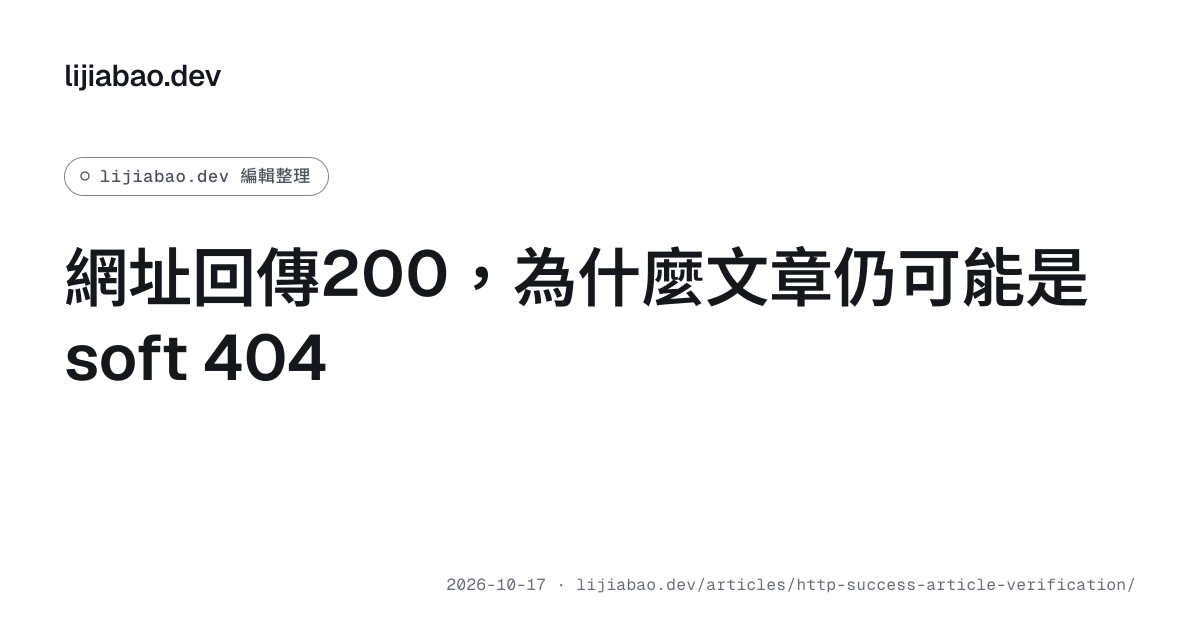 lijiabao.dev
lijiabao.dev 編輯整理
網址回傳200，為什麼文章仍可能是
soft 404
2026-10-17 · lijiabao.dev/articles/http-success-article-verification/